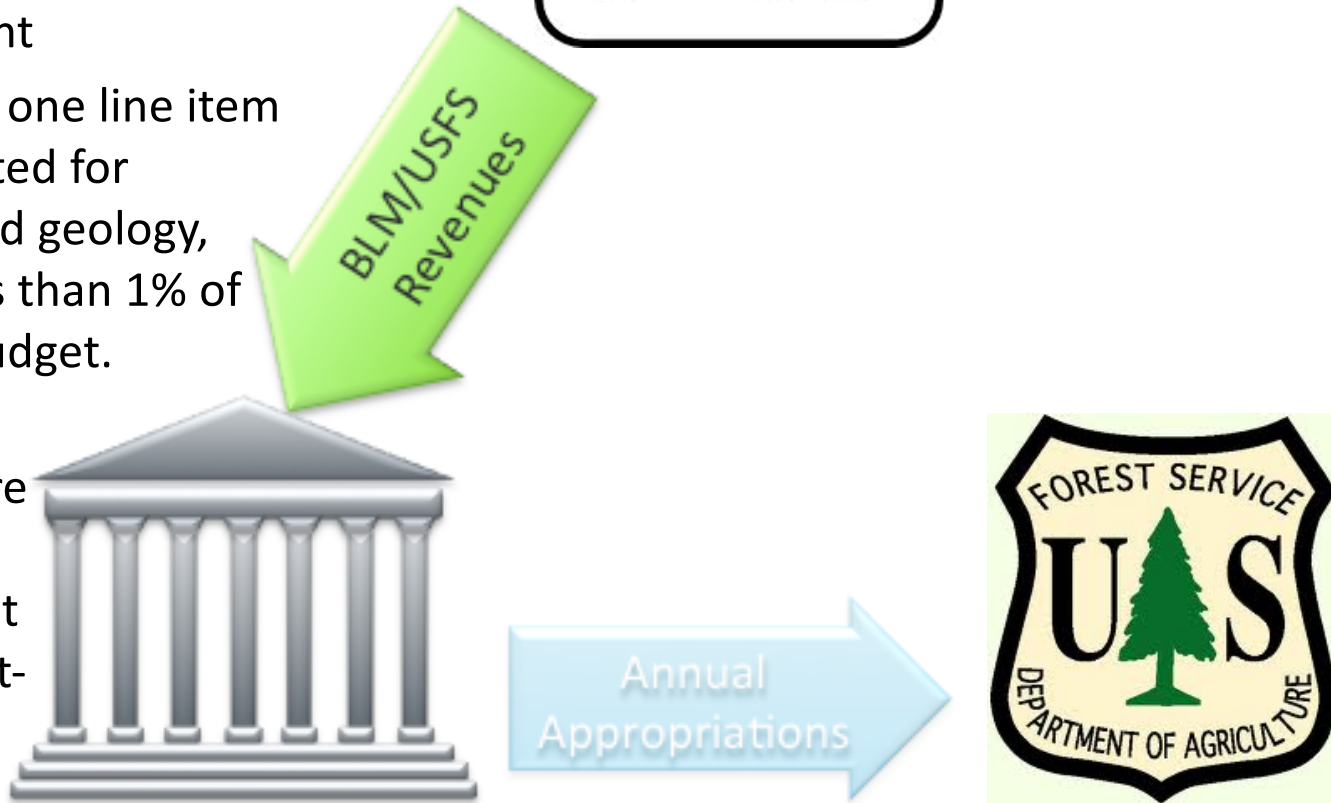 nt
one line item
ted for
d geology,
s than 1% of
udget.
re
t
t-
BLM/USFS
Revenues
Annual
Appropriations
FOREST SERVICE
U S
DEPARTMENT OF AGRICULTURE